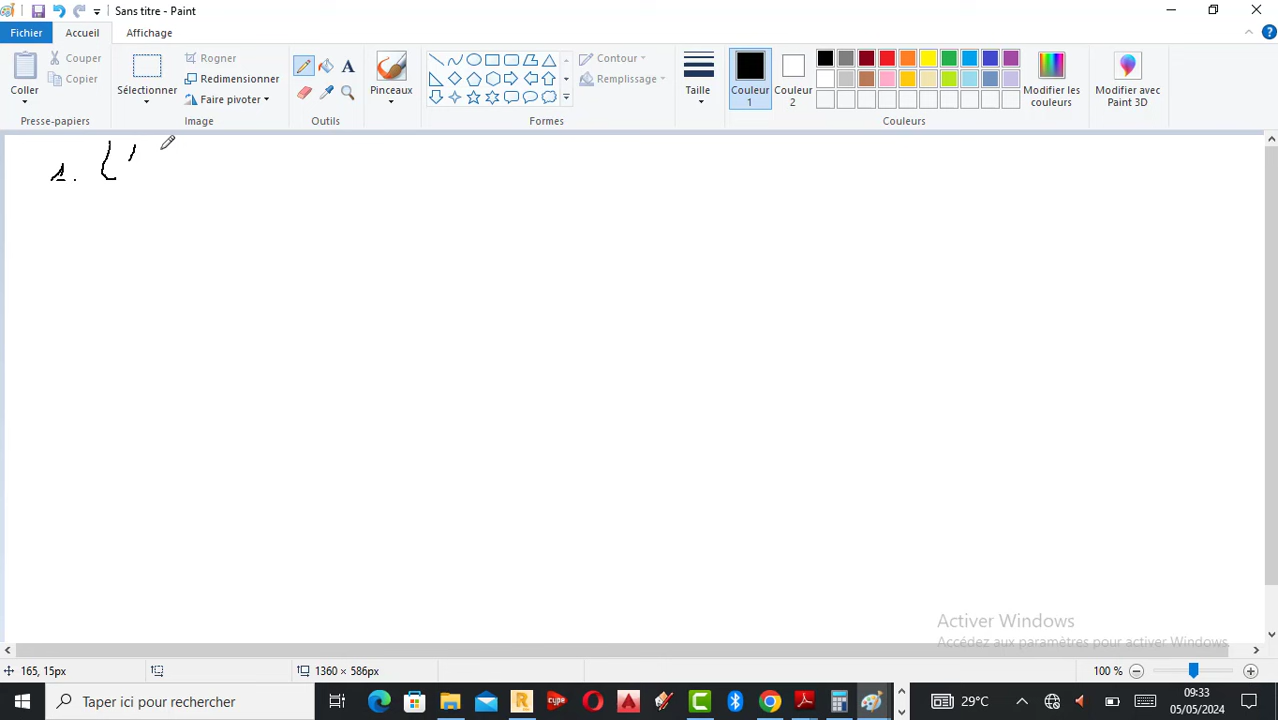 Sans titre - Paint
Fichier Accueil Affichage
Coller
Couper
Copier
Presse-papiers
Sélectionner
Rogner
Redimensionner
Faire pivoter
Image
A
Outils
Pinceaux
Contour
Remplissage
Formes
Taille
Couleur
1
Couleur
2
Modifier les
couleurs
Couleurs
Modifier avec
Paint 3D
Activer Windows
Accédez aux paramètres pour activer Windows.
165, 15px
1360 × 586px
100 %
Taper ici pour rechercher
29°C
09:33
05/05/2024